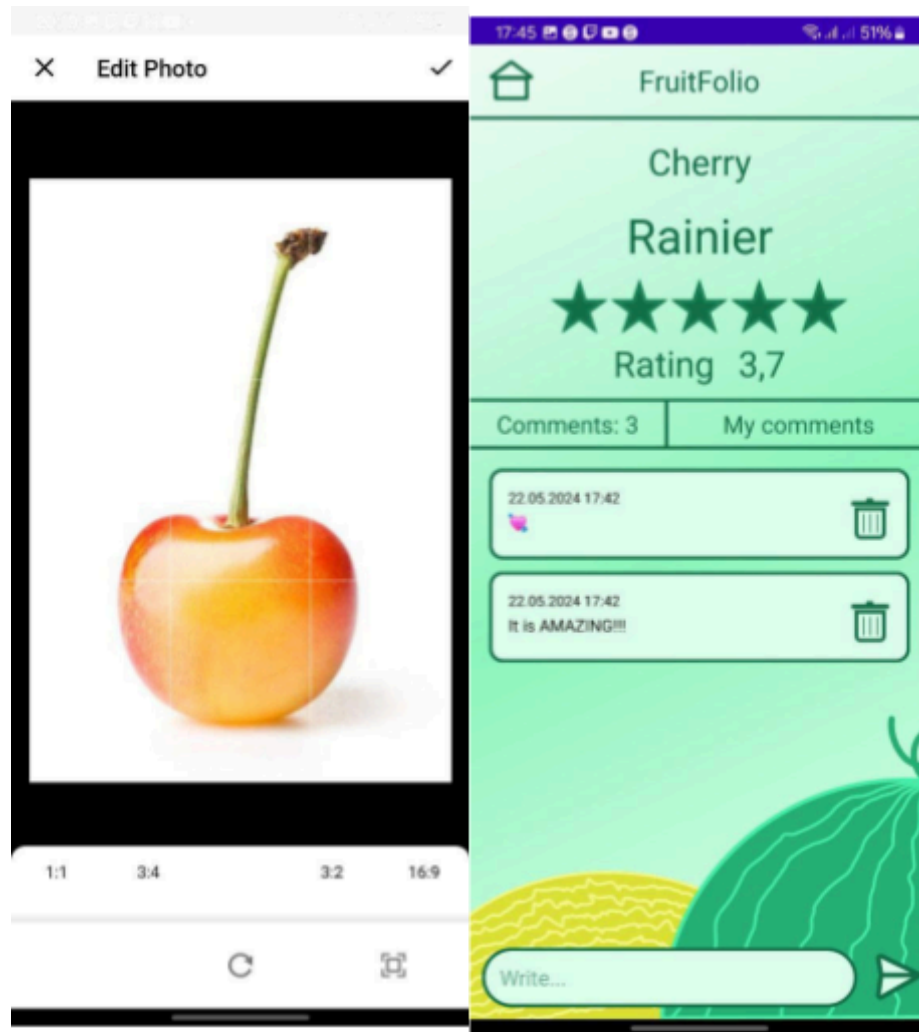 Edit Photo
1:1
3:4
3:2
16:9
17:45
51%
FruitFolio
Cherry
Rainier
Rating 3,7
Comments: 3
My comments
22.05.2024 17:42
💘
22.05.2024 17:42
It is AMAZING!!!
Write...